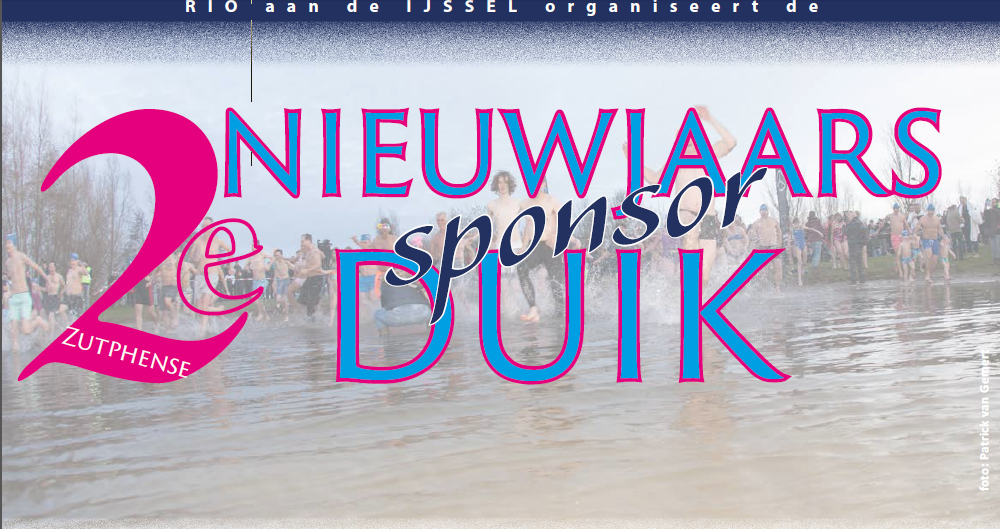 RIO aan de IJSSEL organiseert de
2e NIEUWJAARS
sponsor
DUIK
ZUTPHENSE
foto: Patrick van Gemert